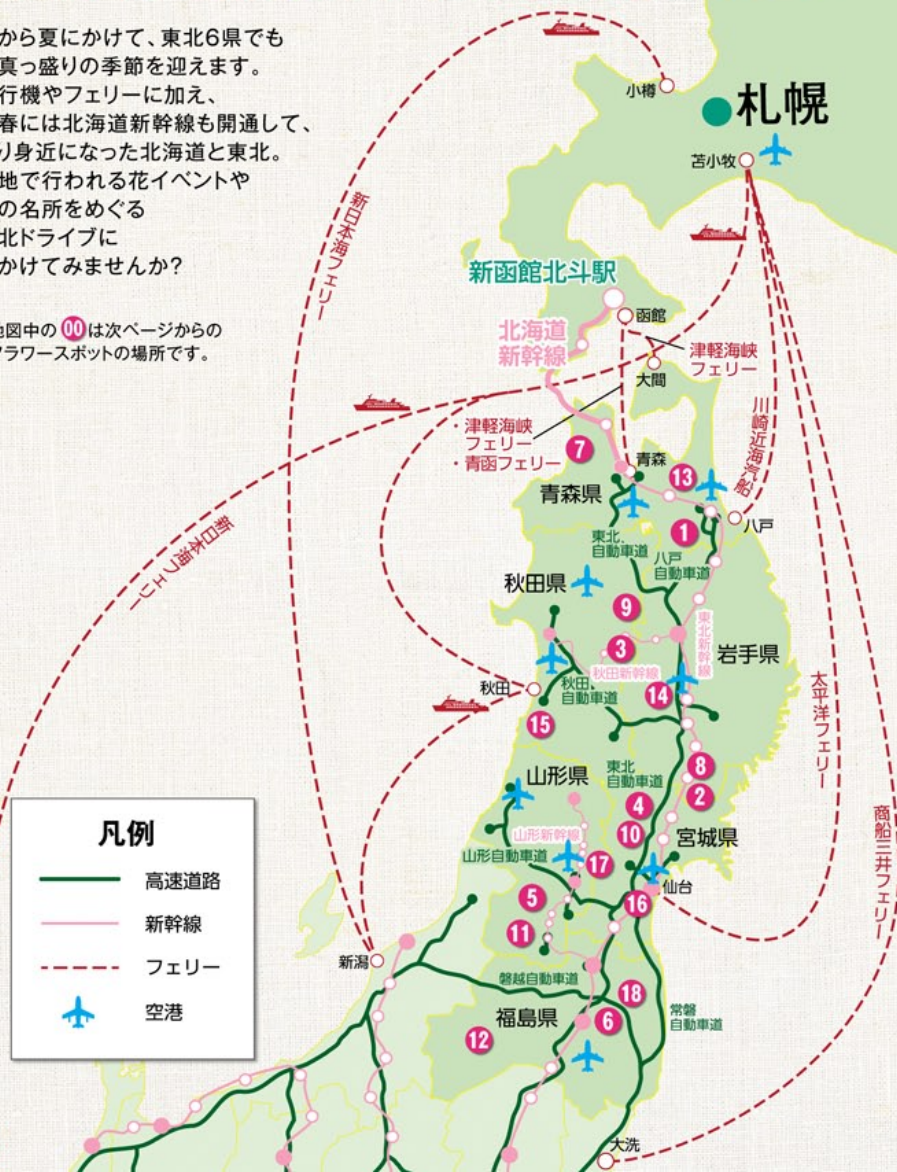 から夏にかけて、東北6県でも
真っ盛りの季節を迎えます。
行機やフェリーに加え、
春には北海道新幹線も開通して、
り身近になった北海道と東北。
地で行われる花イベントや
の名所をめぐる
北ドライブに
かけてみませんか?
図中の00は次ページからの
フラワースポットの場所です。
小樽
札幌
苫小牧
新日本海フェリー
新函館北斗駅
函館
北海道
新幹線
津軽海峡
フェリー
大間
・津軽海峡
フェリー
・青函フェリー
川崎近海汽船
7
青森
13
青森県
八戸
1
東北
自動車道
八戸
自動車道
新日本海フェリー
秋田県
9
東北新幹線
3
岩手県
秋田新幹線
秋田
秋田
自動車道
14
太平洋フェリー
15
山形県
東北
自動車道
8
2
4
10
宮城県
商船三井フェリー
山形新幹線
山形自動車道
17
仙台
5
16
11
新潟
磐越自動車道
18
福島県
6
常磐
自動車道
12
大洗
凡例
高速道路
新幹線
フェリー
空港